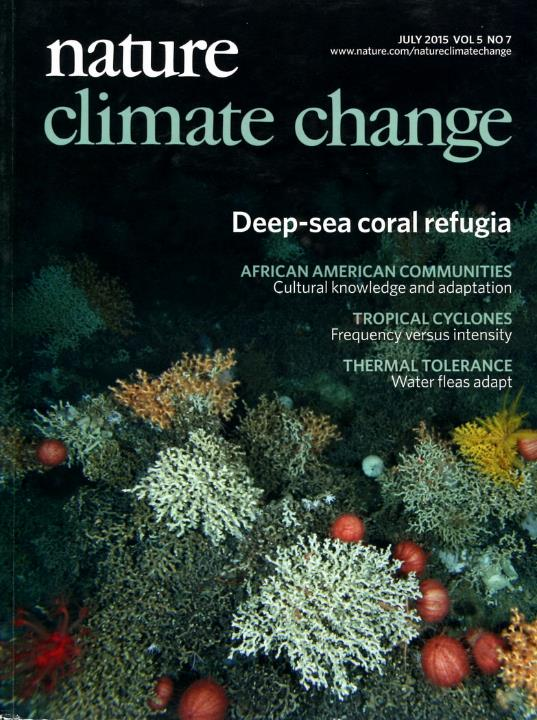 nature
JULY 2015 VOL 5 NO 7
www.nature.com/natureclimatechange
climate change
Deep-sea coral refugia
AFRICAN AMERICAN COMMUNITIES
Cultural knowledge and adaptation
TROPICAL CYCLONES
Frequency versus intensity
THERMAL TOLERANCE
Water fleas adapt